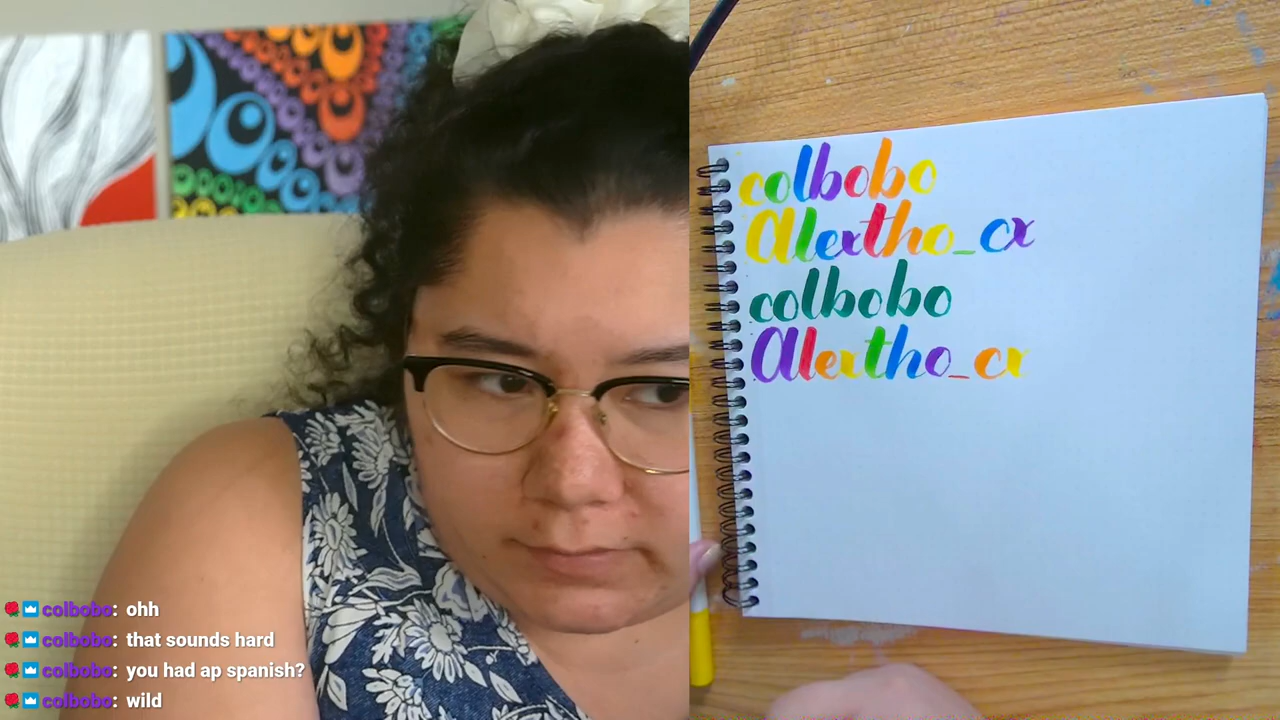 colbobo: ohh
colbobo: that sounds hard
colbobo: you had ap spanish?
colbobo: wild
colbobo
Alextho_cx
colbobo
Alextho_cx